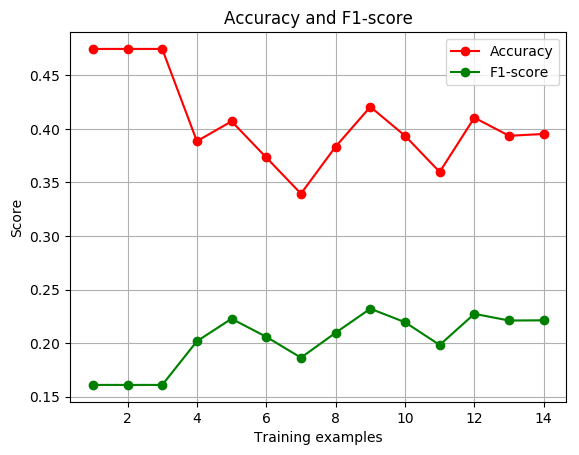 Accuracy and F1-score
Accuracy
F1-score
0.45
0.40
0.35
0.30
0.25
0.20
0.15
Score
2 4 6 8 10 12 14
Training examples